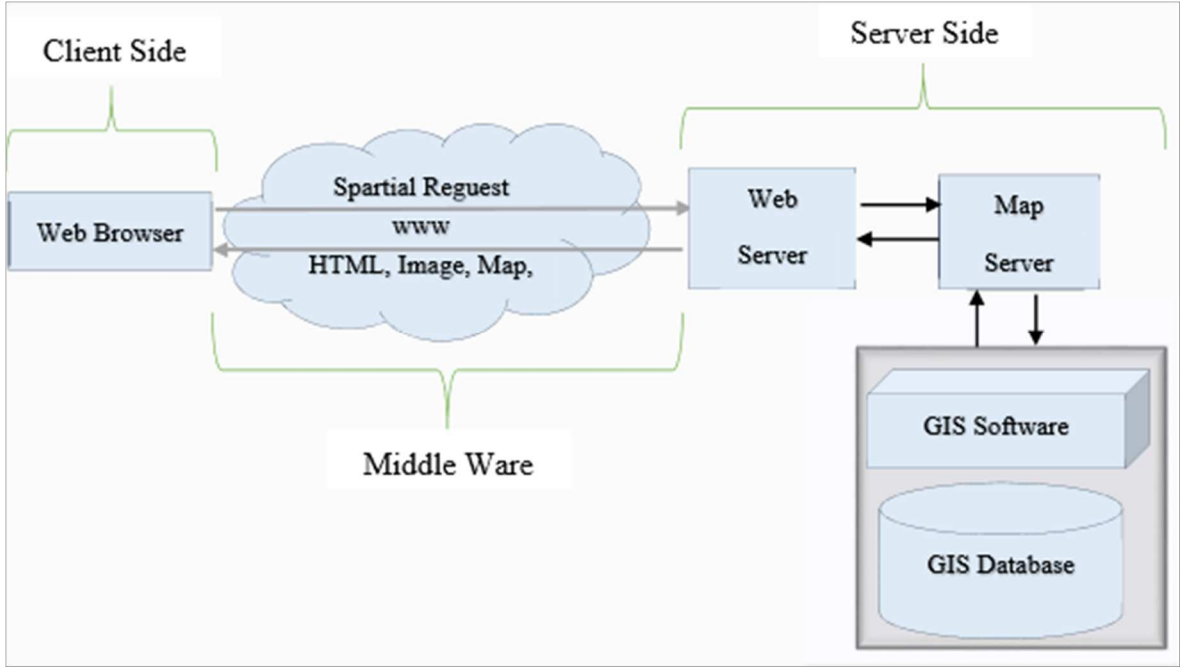 Client Side
Server Side
Web Browser
Spartial Reguest
WWW
HTML, Image, Map,
Web
Server
Map
Server
Middle Ware
GIS Software
GIS Database